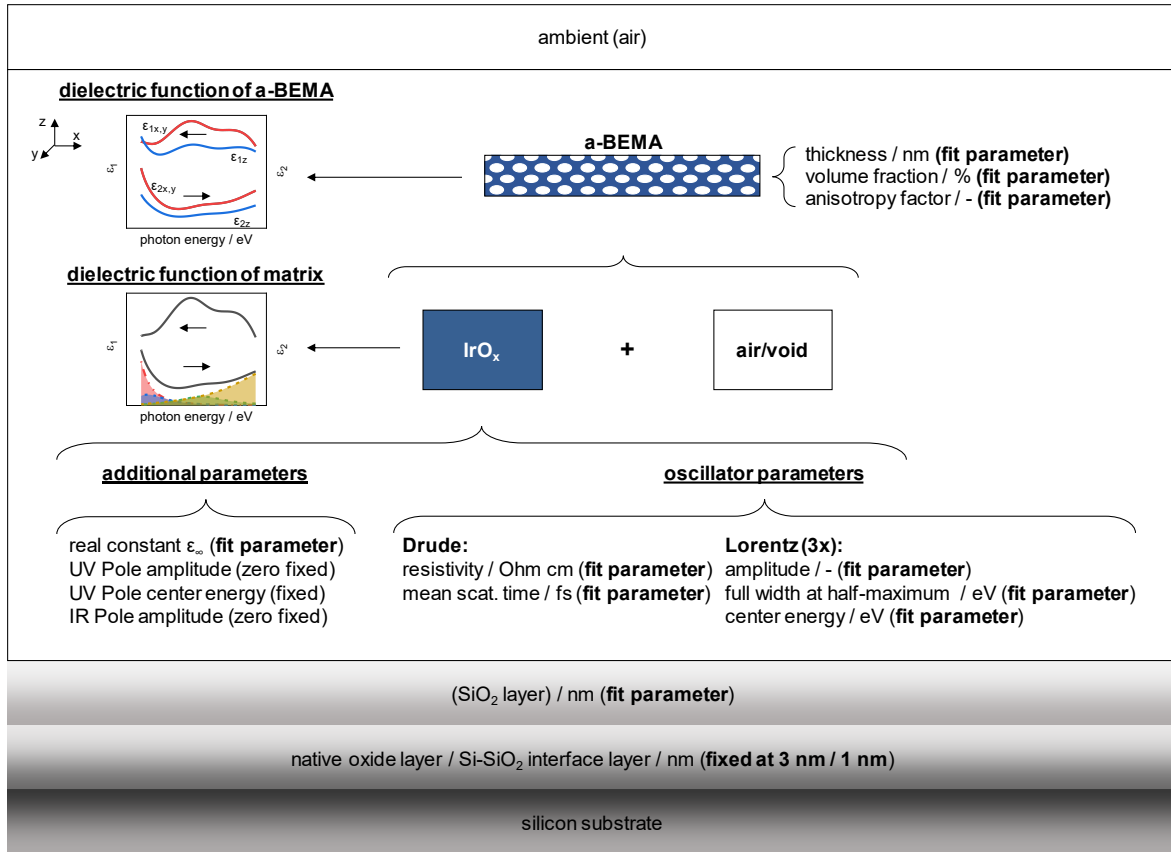 ambient (air)
dielectric function of a-BEMA
z
x
y
ε1x,y
ε1z
ε2x,y
ε2z
ε1
ε2
photon energy / eV
a-BEMA
thickness / nm (fit parameter)
volume fraction / % (fit parameter)
anisotropy factor / - (fit parameter)
dielectric function of matrix
ε1
ε2
photon energy / eV
IrOx
+
air/void
additional parameters
real constant ε∞ (fit parameter)
UV Pole amplitude (zero fixed)
UV Pole center energy (fixed)
IR Pole amplitude (zero fixed)
oscillator parameters
Drude:
resistivity / Ohm cm (fit parameter)
mean scat. time / fs (fit parameter)
Lorentz (3x):
amplitude / - (fit parameter)
full width at half-maximum / eV (fit parameter)
center energy / eV (fit parameter)
(SiO2 layer) / nm (fit parameter)
native oxide layer / Si-SiO2 interface layer / nm (fixed at 3 nm / 1 nm)
silicon substrate